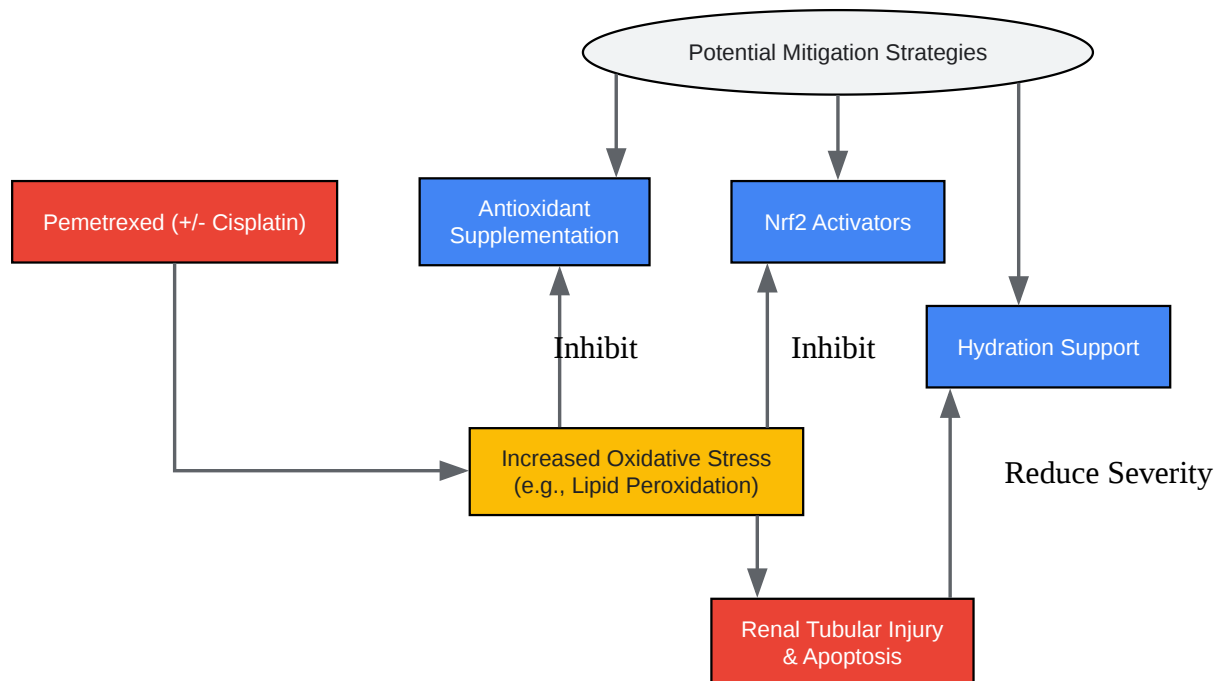 Potential Mitigation Strategies
Pemetrexed (+/- Cisplatin)
Antioxidant
Supplementation
Nrf2 Activators
Hydration Support
Inhibit
Inhibit
Increased Oxidative Stress
(e.g., Lipid Peroxidation)
Reduce Severity
Renal Tubular Injury
& Apoptosis